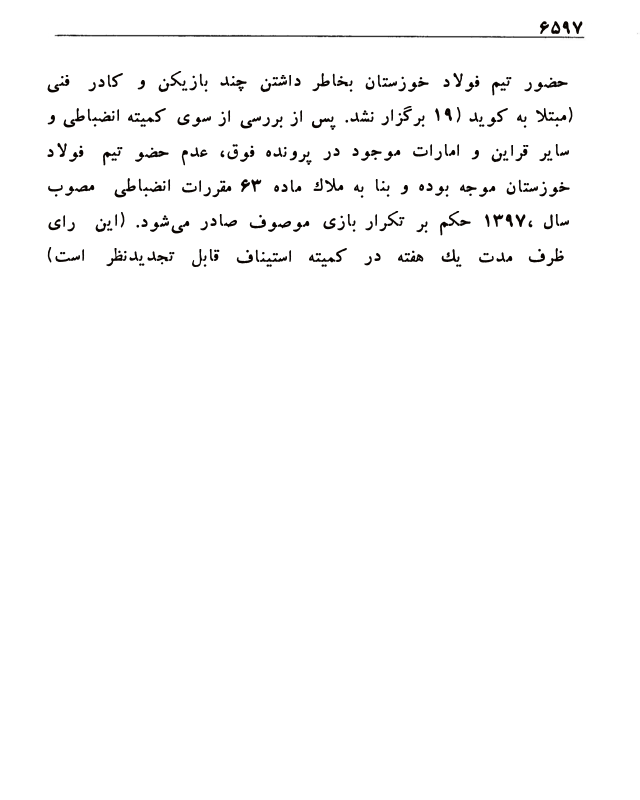 ۶۵۹۷
حضور تیم فولاد خوزستان بخاطر داشتن چند بازیکن و کادر فنی
(مبتلا به کوید (۱۹ برگزار نشد. پس از بررسی از سوی کمیته انضباطی و
سایر قراین و امارات موجود در پرونده فوق، عدم حضو تیم فولاد
خوزستان موجه بوده و بنا به ملاک ماده ۶۳ مقررات انضباطی مصوب
سال ،۱۳۹۷ حکم بر تکرار بازی موصوف صادر می‌شود. (این رای
ظرف مدت یك هفته در کمیته استیناف قابل تجدیدنظر است)